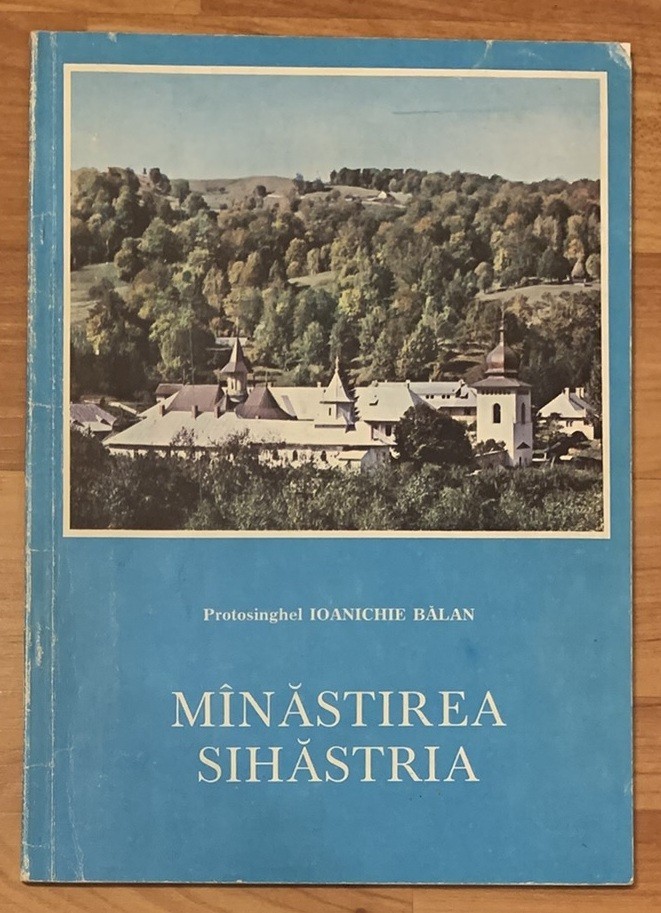 Protosinghel IOANICHIE BĂLAN
MÎNĂSTIREA
SIHĂSTRIA